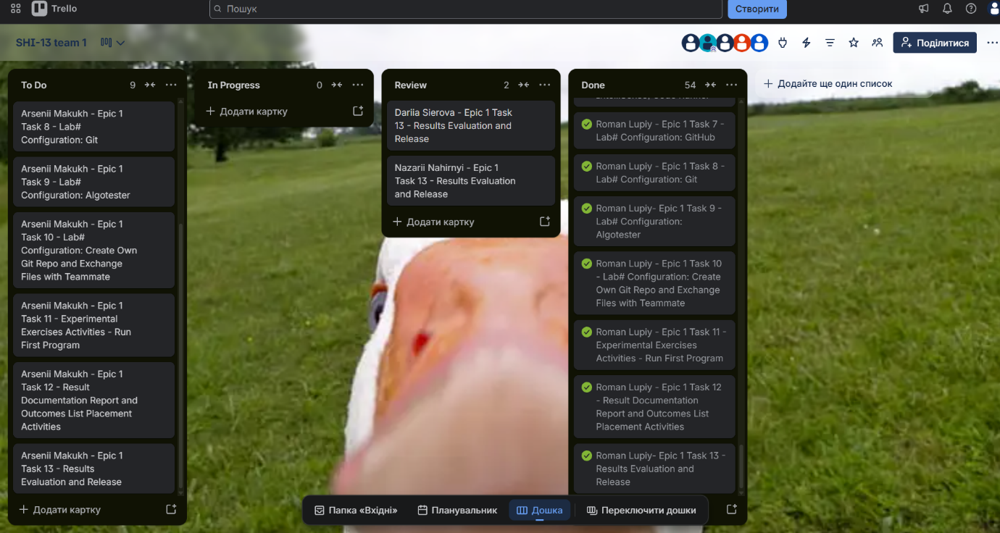 Trello
Пошук
Створити
SHI-13 team 1
Поділитися
To Do
9
Arsenii Makukh - Epic 1
Task 8 - Lab#
Configuration: Git
Arsenii Makukh - Epic 1
Task 9 - Lab#
Configuration: Algotester
Arsenii Makukh - Epic 1
Task 10 - Lab#
Configuration: Create Own
Git Repo and Exchange
Files with Teammate
Arsenii Makukh - Epic 1
Task 11 - Experimental
Exercises Activities - Run
First Program
Arsenii Makukh - Epic 1
Task 12 - Result
Documentation Report and
Outcomes List Placement
Activities
Arsenii Makukh - Epic 1
Task 13 - Results
Evaluation and Release
Додати картку
In Progress
0
Додати картку
Review
2
Dariia Sierova - Epic 1 Task
13 - Results Evaluation and
Release
Nazarii Nahirnyi - Epic 1
Task 13 - Results Evaluation
and Release
Додати картку
Done
54
Roman Lupiy - Epic 1 Task 7 -
Lab# Configuration: GitHub
Roman Lupiy - Epic 1 Task 8 -
Lab# Configuration: Git
Roman Lupiy- Epic 1 Task 9 -
Lab# Configuration:
Algotester
Roman Lupiy - Epic 1 Task 10
- Lab# Configuration: Create
Own Git Repo and Exchange
Files with Teammate
Roman Lupiy - Epic 1 Task 11 -
Experimental Exercises
Activities - Run First Program
Roman Lupiy - Epic 1 Task 12
- Result Documentation
Report and Outcomes List
Placement Activities
Roman Lupiy- Epic 1 Task 13 -
Results Evaluation and
Release
Додайте ще один список
Папка «Вхідні»
Планувальник
Дошка
Переключити дошки